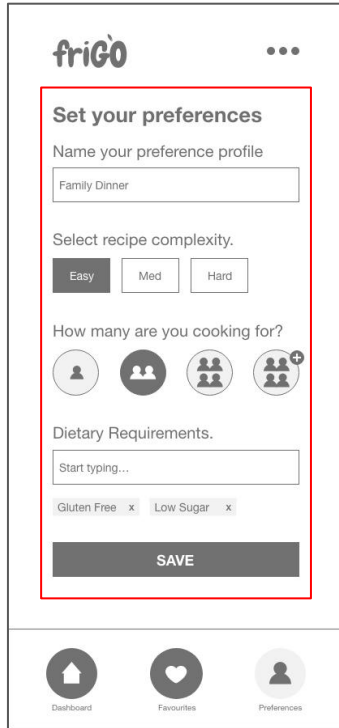 friGÒ
Set your preferences
Name your preference profile
Family Dinner
Select recipe complexity.
Easy Med Hard
How many are you cooking for?
+
Dietary Requirements.
Start typing...
Gluten Free x Low Sugar x
SAVE
Dashboard Favourites Preferences